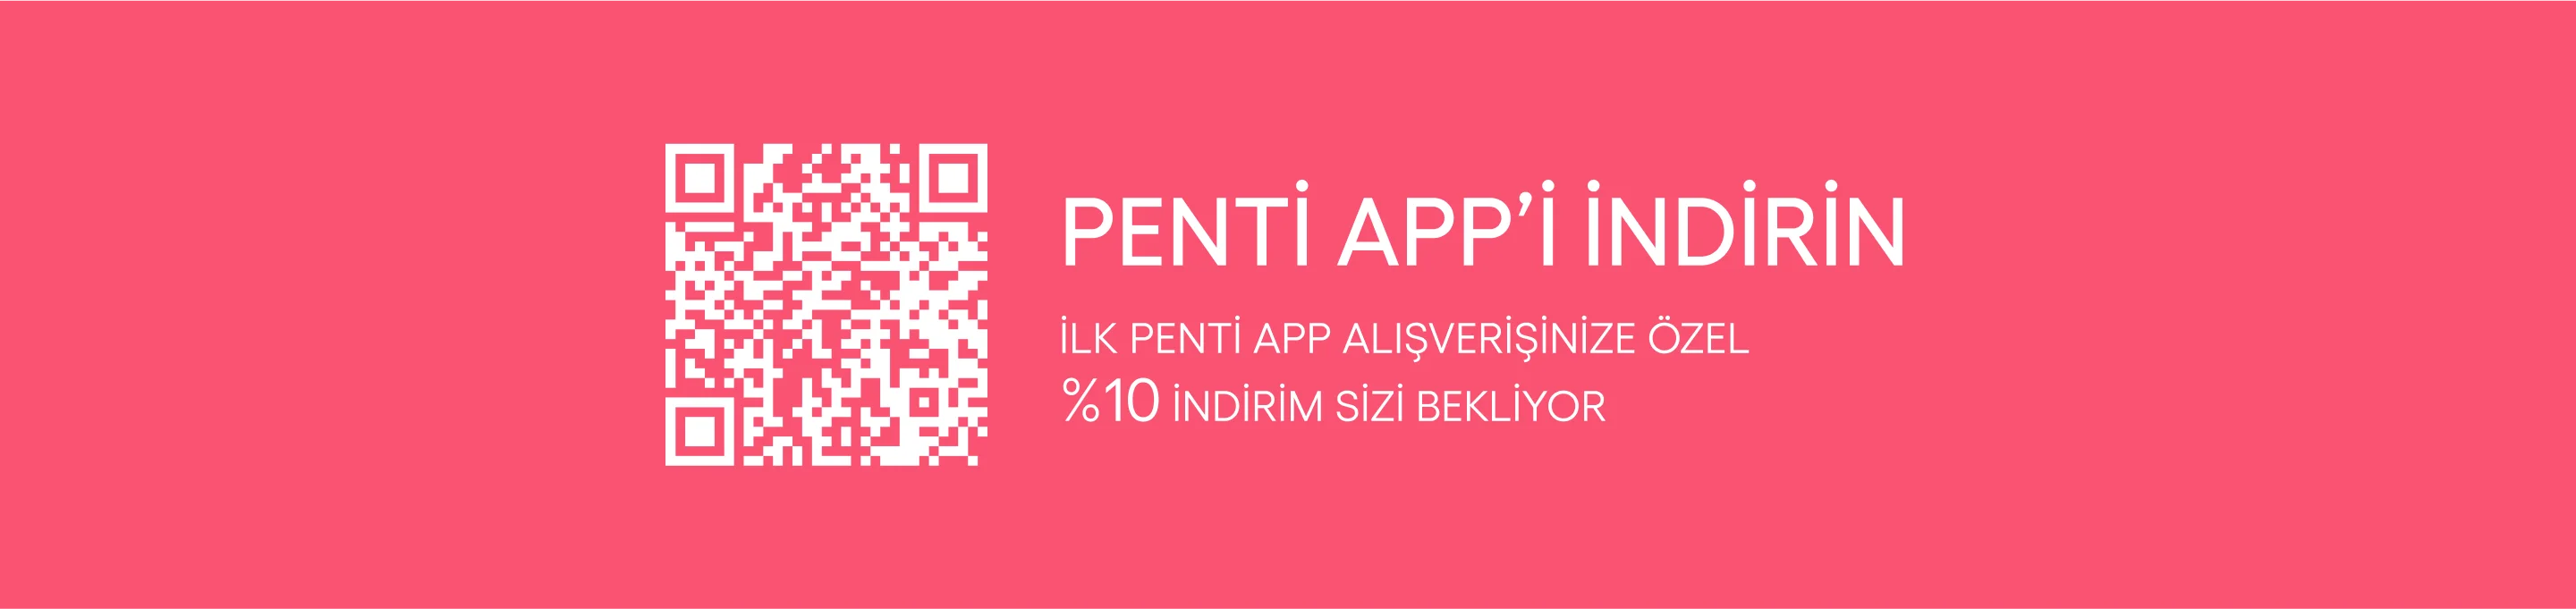 PENTİ APP’İ İNDİRİN
İLK PENTİ APP ALIŞVERİŞİNİZE ÖZEL
%10 İNDİRİM SİZİ BEKLİYOR